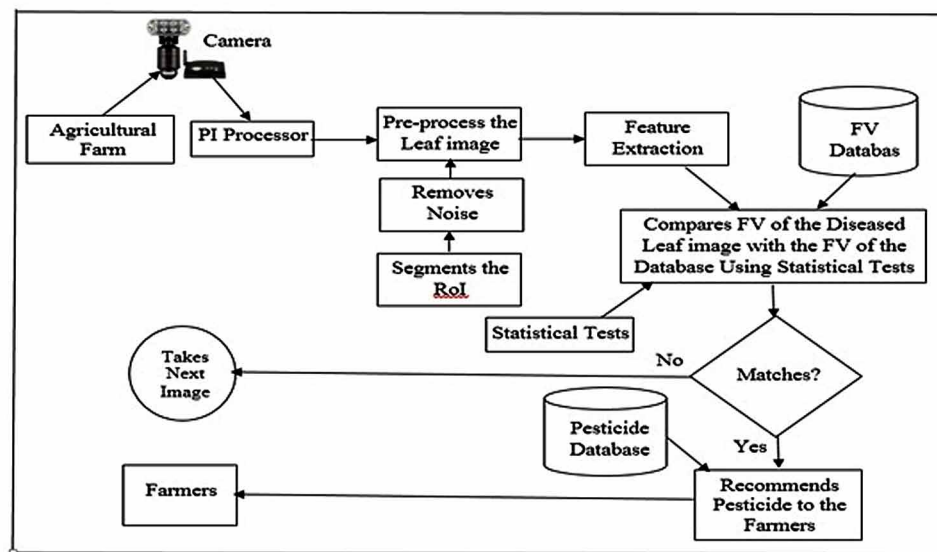 Camera
Agricultural
Farm
PI Processor
Pre-process the
Leaf image
Feature
Extraction
FV
Databas
Removes
Noise
Segments the
RoI
Compares FV of the Diseased
Leaf image with the FV of the
Database Using Statistical Tests
Statistical Tests
Matches?
No
Takes
Next
Image
Yes
Pesticide
Database
Recommends
Pesticide to the
Farmers
Farmers